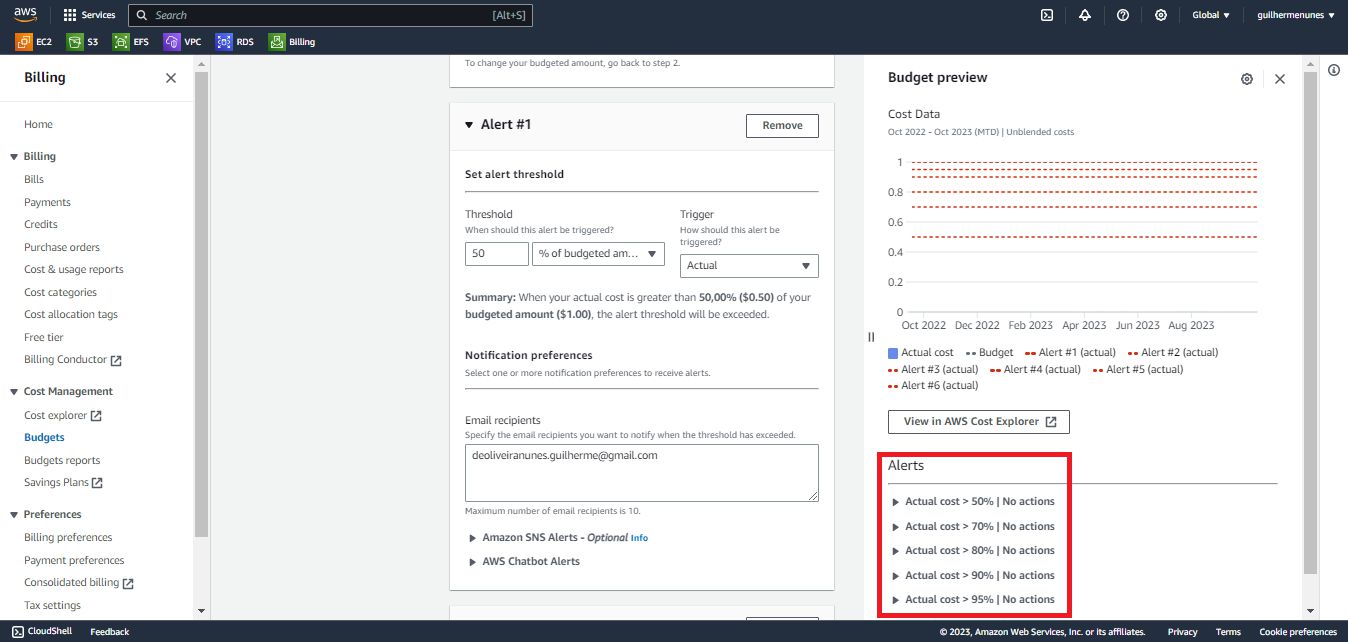 aws
Services
Search
[Alt+S]
Global
guilhermenunes
EC2
S3
EFS
VPC
RDS
Billing
Billing
Home
Billing
Bills
Payments
Credits
Purchase orders
Cost & usage reports
Cost categories
Cost allocation tags
Free tier
Billing Conductor
Cost Management
Cost explorer
Budgets
Budgets reports
Savings Plans
Preferences
Billing preferences
Payment preferences
Consolidated billing
Tax settings
To change your budgeted amount, go back to step 2.
Alert #1
Remove
Set alert threshold
Threshold
When should this alert be triggered?
50
% of budgeted am...
Trigger
How should this alert be
triggered?
Actual
Summary: When your actual cost is greater than 50,00% ($0.50) of your
budgeted amount ($1.00), the alert threshold will be exceeded.
Notification preferences
Select one or more notification preferences to receive alerts.
Email recipients
Specify the email recipients you want to notify when the threshold has exceeded.
deoliveiranunes.guilherme@gmail.com
Maximum number of email recipients is 10.
Amazon SNS Alerts - Optional Info
AWS Chatbot Alerts
Budget preview
Cost Data
Oct 2022 - Oct 2023 (MTD) | Unblended costs
1
0.8
0.6
0.4
0.2
0
Oct 2022 Dec 2022 Feb 2023 Apr 2023 Jun 2023 Aug 2023
Actual cost Budget Alert #1 (actual) Alert #2 (actual)
Alert #3 (actual) Alert #4 (actual) Alert #5 (actual)
Alert #6 (actual)
View in AWS Cost Explorer
Alerts
Actual cost > 50% | No actions
Actual cost > 70% | No actions
Actual cost > 80% | No actions
Actual cost > 90% | No actions
Actual cost > 95% | No actions
CloudShell
Feedback
© 2023, Amazon Web Services, Inc. or its affiliates.
Privacy
Terms
Cookie preferences